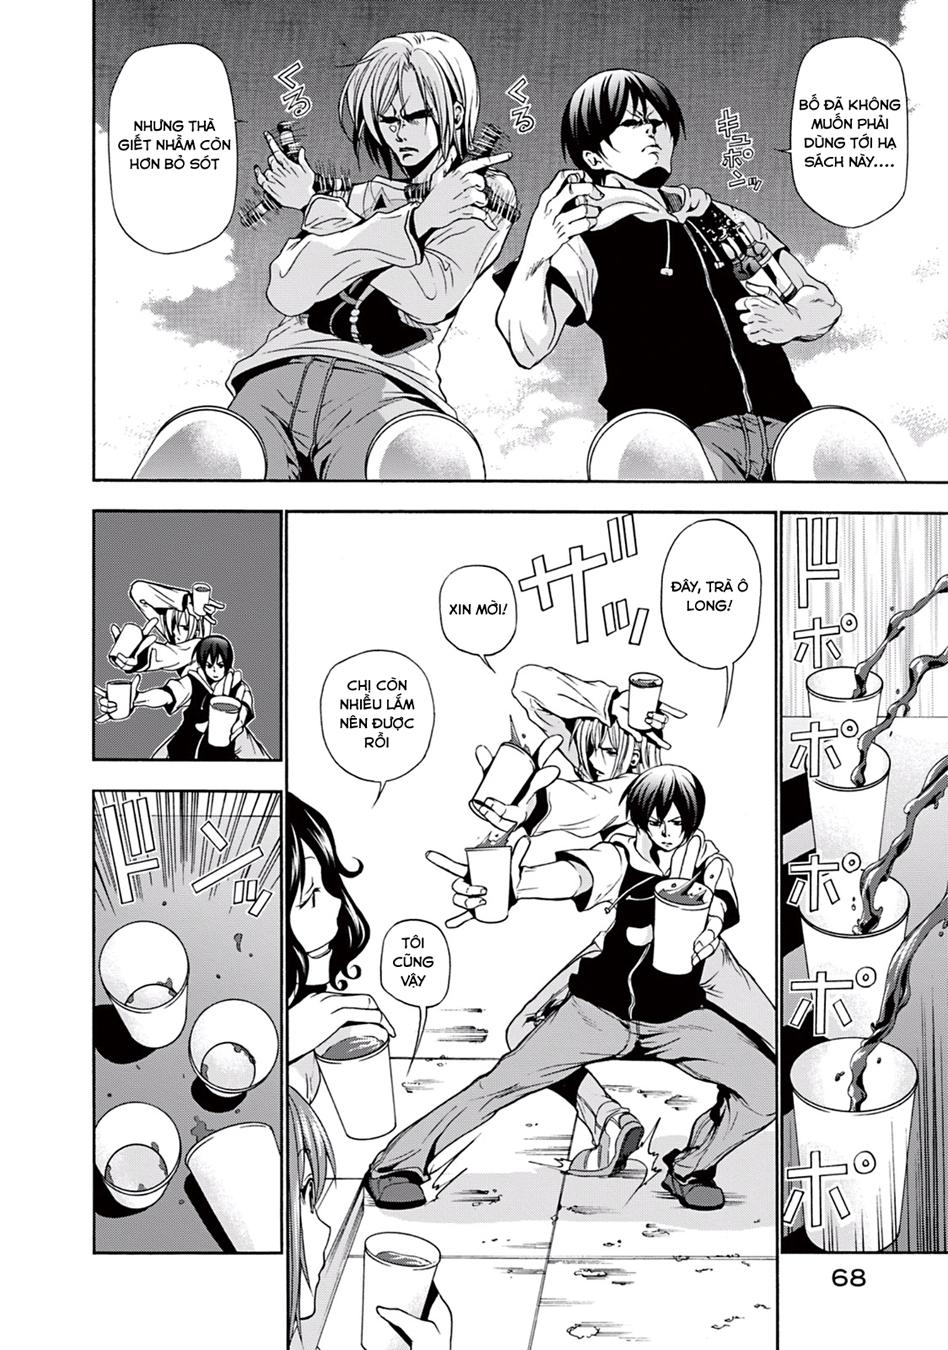 BỐ ĐÃ KHÔNG
MUỐN PHẢI
DÙNG TỚI HẠ
SÁCH NÀY....
キュポンッ
くる
くる
NHƯNG THÀ
GIẾT NHẦM CÒN
HƠN BỎ SÓT
ドポポポポポ
ĐÂY, TRÀ Ô
LONG!
ザザッ
XIN MỜI!
CHỊ CÒN
NHIỀU LẮM
NÊN ĐƯỢC
RỒI
TÔI
CŨNG
VẬY
ドンッ
68